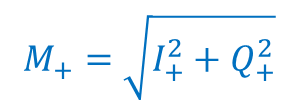 M₊ = √(I₊² + Q₊²)